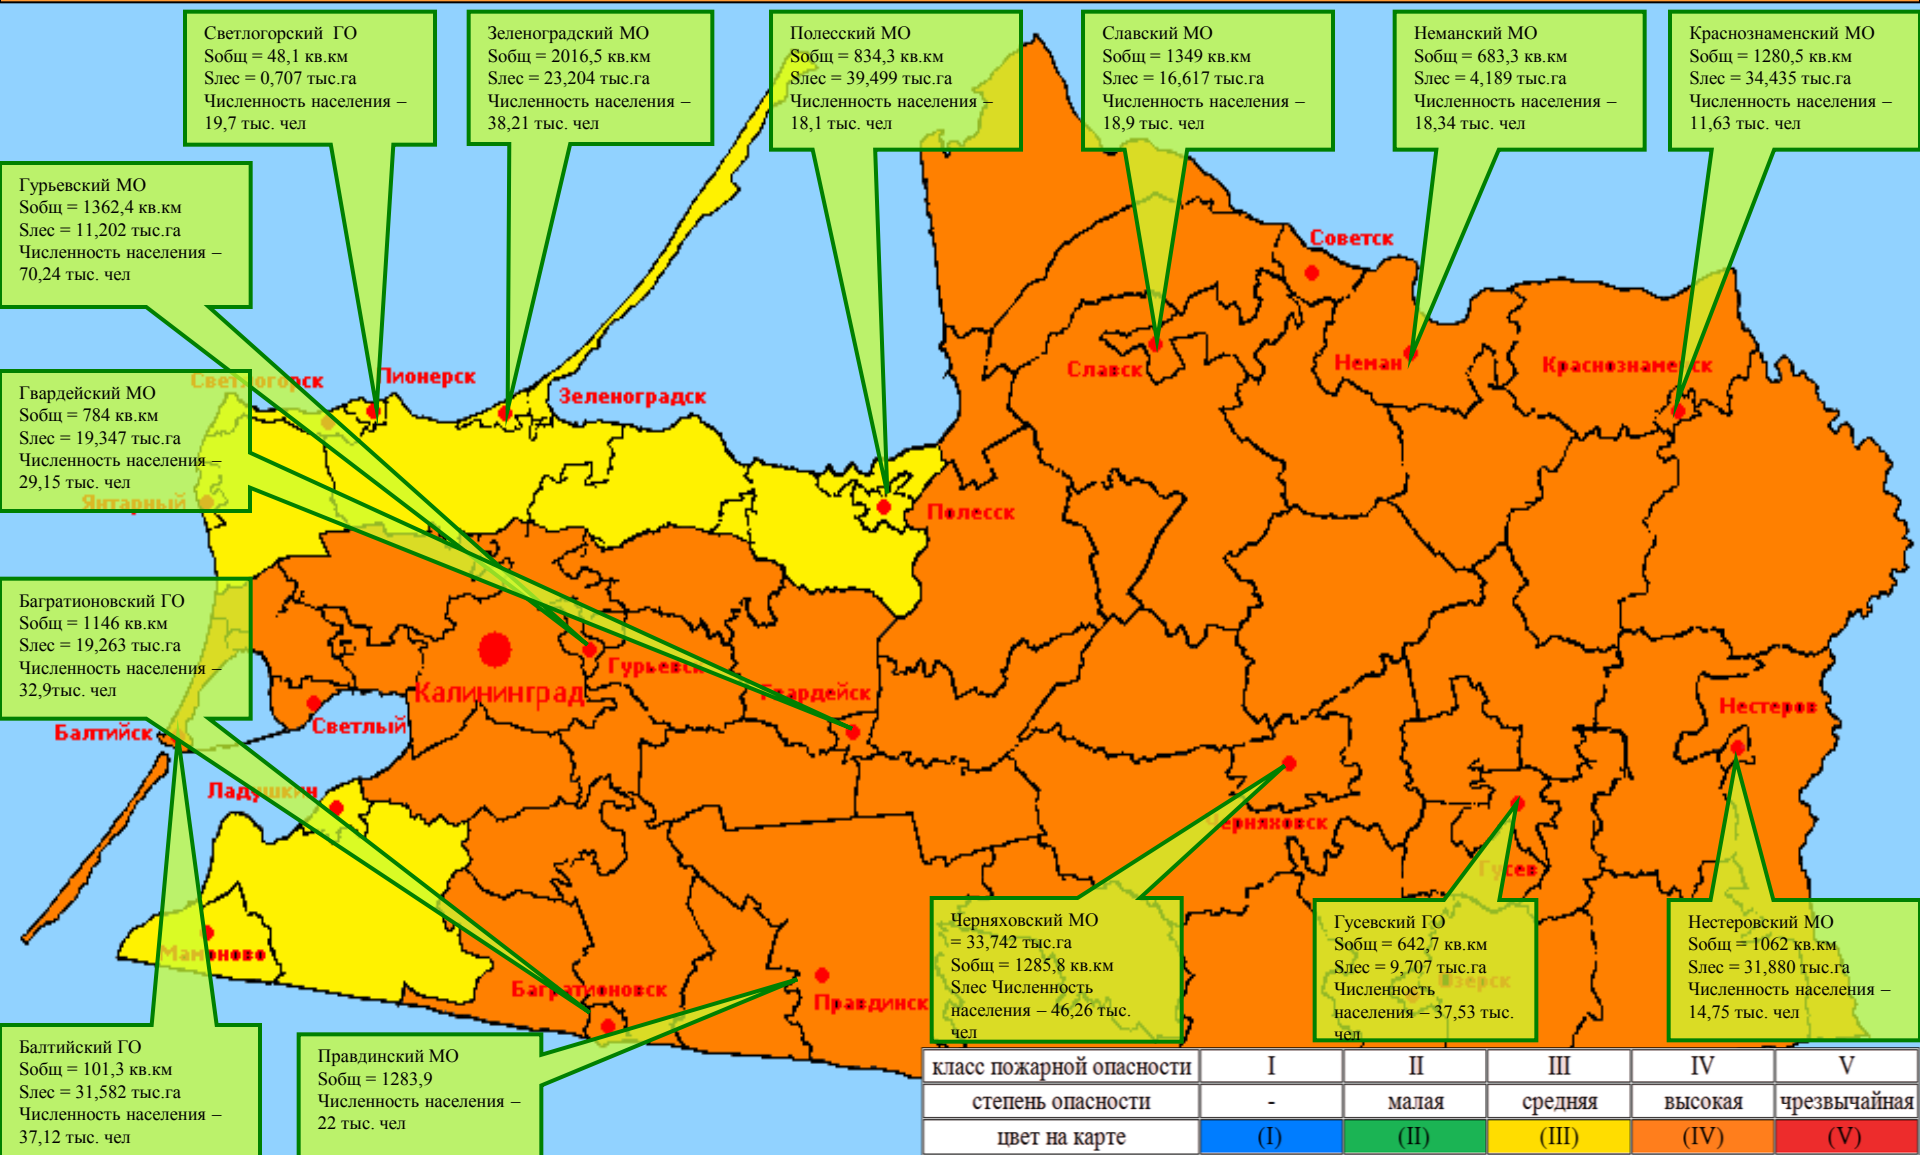 Светлогорский ГО
Sобщ = 48,1 кв.км
Sлес = 0,707 тыс.га
Численность населения –
19,7 тыс. чел
Зеленоградский МО
Sобщ = 2016,5 кв.км
Sлес = 23,204 тыс.га
Численность населения –
38,21 тыс. чел
Полесский МО
Sобщ = 834,3 кв.км
Sлес = 39,499 тыс.га
Численность населения –
18,1 тыс. чел
Славский МО
Sобщ = 1349 кв.км
Sлес = 16,617 тыс.га
Численность населения –
18,9 тыс. чел
Неманский МО
Sобщ = 683,3 кв.км
Sлес = 4,189 тыс.га
Численность населения –
18,34 тыс. чел
Краснознаменский МО
Sобщ = 1280,5 кв.км
Sлес = 34,435 тыс.га
Численность населения –
11,63 тыс. чел
Гурьевский МО
Sобщ = 1362,4 кв.км
Sлес = 11,202 тыс.га
Численность населения –
70,24 тыс. чел
Гвардейский МО
Sобщ = 784 кв.км
Sлес = 19,347 тыс.га
Численность населения –
29,15 тыс. чел
Багратионовский ГО
Sобщ = 1146 кв.км
Sлес = 19,263 тыс.га
Численность населения –
32,9тыс. чел
Балтийский ГО
Sобщ = 101,3 кв.км
Sлес = 31,582 тыс.га
Численность населения –
37,12 тыс. чел
Правдинский МО
Sобщ = 1283,9
Численность населения –
22 тыс. чел
Черняховский МО
= 33,742 тыс.га
Sобщ = 1285,8 кв.км
Sлес Численность
населения – 46,26 тыс.
чел
Гусевский ГО
Sобщ = 642,7 кв.км
Sлес = 9,707 тыс.га
Численность
населения – 37,53 тыс.
чел
Нестеровский МО
Sобщ = 1062 кв.км
Sлес = 31,880 тыс.га
Численность населения –
14,75 тыс. чел
Советск
Славск
Неман
Краснознаменск
Светлогорск
Пионерск
Зеленоградск
Янтарный
Полесск
Калининград
Гурьевск
Гвардейск
Балтийск
Светлый
Ладушкин
Мамоново
Багратионовск
Правдинск
Черняховск
Гусев
Озерск
Нестеров
класс пожарной опасности I II III IV V
степень опасности - малая средняя высокая чрезвычайная
цвет на карте (I) (II) (III) (IV) (V)